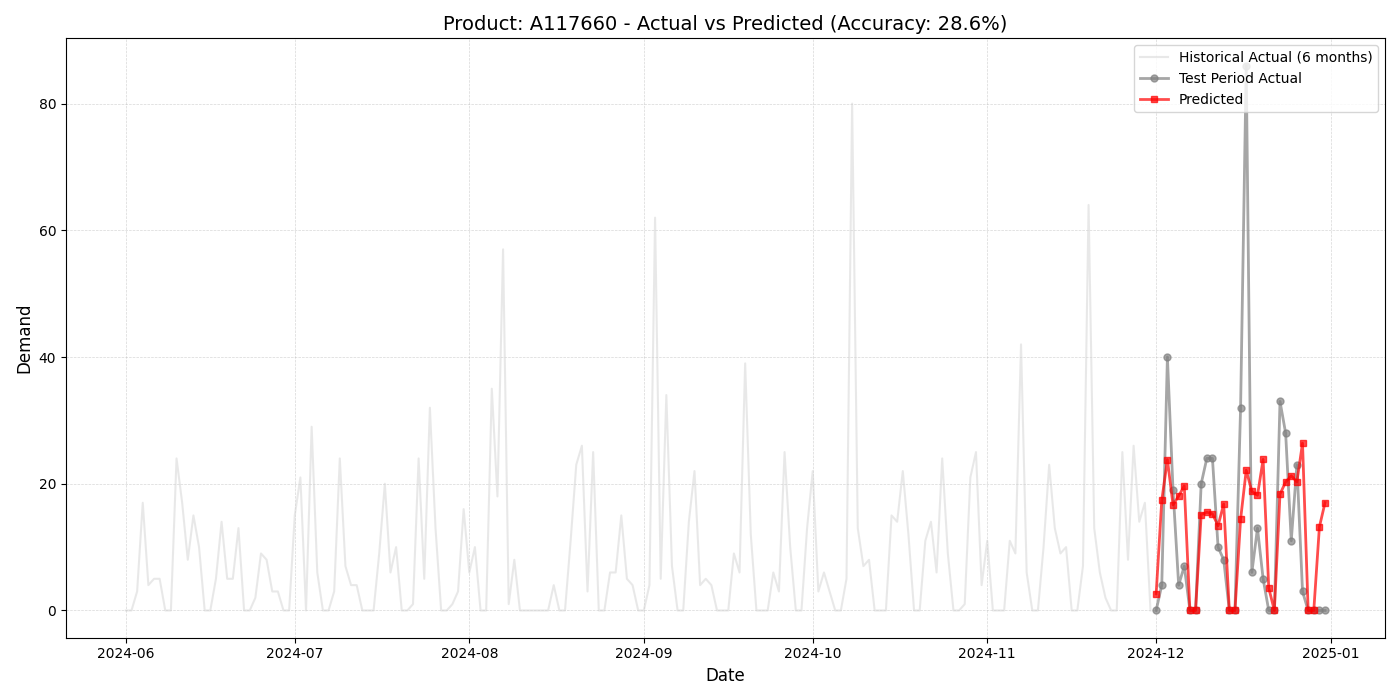 Product: A117660 - Actual vs Predicted (Accuracy: 28.6%)
Historical Actual (6 months)
Test Period Actual
Predicted
Demand
80
60
40
20
0
2024-06
2024-07
2024-08
2024-09
2024-10
2024-11
2024-12
2025-01
Date